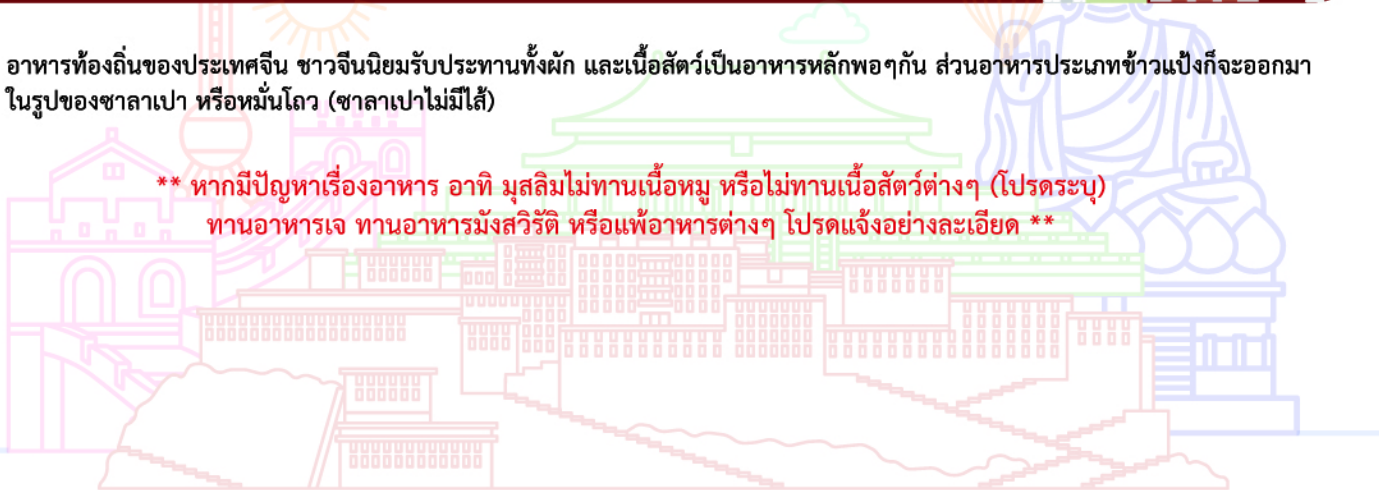 อาหารท้องถิ่นของประเทศจีน ชาวจีนนิยมรับประทานทั้งผัก และเนื้อสัตว์เป็นอาหารหลักพอๆกัน ส่วนอาหารประเภทข้าวแป้งก็จะออกมา
ในรูปของซาลาเปา หรือหมั่นโถว (ซาลาเปาไม่มีไส้)
** หากมีปัญหาเรื่องอาหาร อาทิ มุสลิมไม่ทานเนื้อหมู หรือไม่ทานเนื้อสัตว์ต่างๆ (โปรดระบุ)
ทานอาหารเจ ทานอาหารมังสวิรัติ หรือแพ้อาหารต่างๆ โปรดแจ้งอย่างละเอียด **